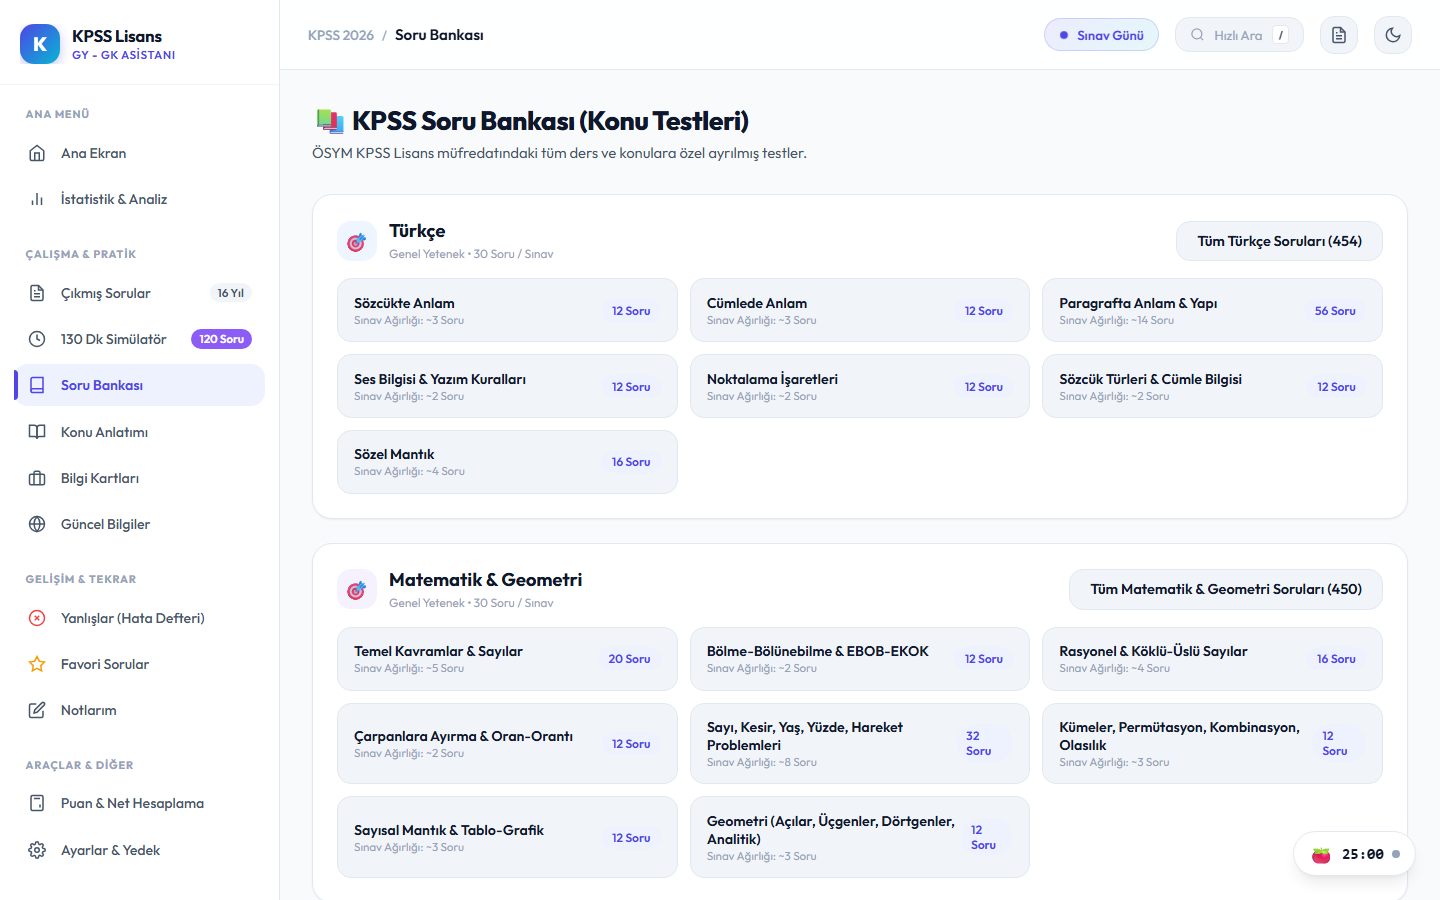 K
KPSS Lisans
GY - GK ASİSTANI
ANA MENÜ
Ana Ekran
İstatistik & Analiz
ÇALIŞMA & PRATİK
Çıkmış Sorular
16 Yıl
130 Dk Simülatör
120 Soru
Soru Bankası
Konu Anlatımı
Bilgi Kartları
Güncel Bilgiler
GELİŞİM & TEKRAR
Yanlışlar (Hata Defteri)
Favori Sorular
Notlarım
ARAÇLAR & DİĞER
Puan & Net Hesaplama
Ayarlar & Yedek
KPSS 2026 / Soru Bankası
Sınav Günü
Hızlı Ara /
KPSS Soru Bankası (Konu Testleri)
ÖSYM KPSS Lisans müfredatındaki tüm ders ve konulara özel ayrılmış testler.
Türkçe
Genel Yetenek • 30 Soru / Sınav
Tüm Türkçe Soruları (454)
Sözcükte Anlam
Sınav Ağırlığı: ~3 Soru
12 Soru
Cümlede Anlam
Sınav Ağırlığı: ~3 Soru
12 Soru
Paragrafta Anlam & Yapı
Sınav Ağırlığı: ~14 Soru
56 Soru
Ses Bilgisi & Yazım Kuralları
Sınav Ağırlığı: ~2 Soru
12 Soru
Noktalama İşaretleri
Sınav Ağırlığı: ~2 Soru
12 Soru
Sözcük Türleri & Cümle Bilgisi
Sınav Ağırlığı: ~2 Soru
12 Soru
Sözel Mantık
Sınav Ağırlığı: ~4 Soru
16 Soru
Matematik & Geometri
Genel Yetenek • 30 Soru / Sınav
Tüm Matematik & Geometri Soruları (450)
Temel Kavramlar & Sayılar
Sınav Ağırlığı: ~5 Soru
20 Soru
Bölme-Bölünebilme & EBOB-EKOK
Sınav Ağırlığı: ~2 Soru
12 Soru
Rasyonel & Köklü-Üslü Sayılar
Sınav Ağırlığı: ~4 Soru
16 Soru
Çarpanlara Ayırma & Oran-Orantı
Sınav Ağırlığı: ~2 Soru
12 Soru
Sayı, Kesir, Yaş, Yüzde, Hareket
Problemleri
Sınav Ağırlığı: ~8 Soru
32
Soru
Kümeler, Permütasyon, Kombinasyon,
Olasılık
Sınav Ağırlığı: ~3 Soru
12
Soru
Sayısal Mantık & Tablo-Grafik
Sınav Ağırlığı: ~3 Soru
12 Soru
Geometri (Açılar, Üçgenler, Dörtgenler,
Analitik)
Sınav Ağırlığı: ~3 Soru
12
Soru
25:00